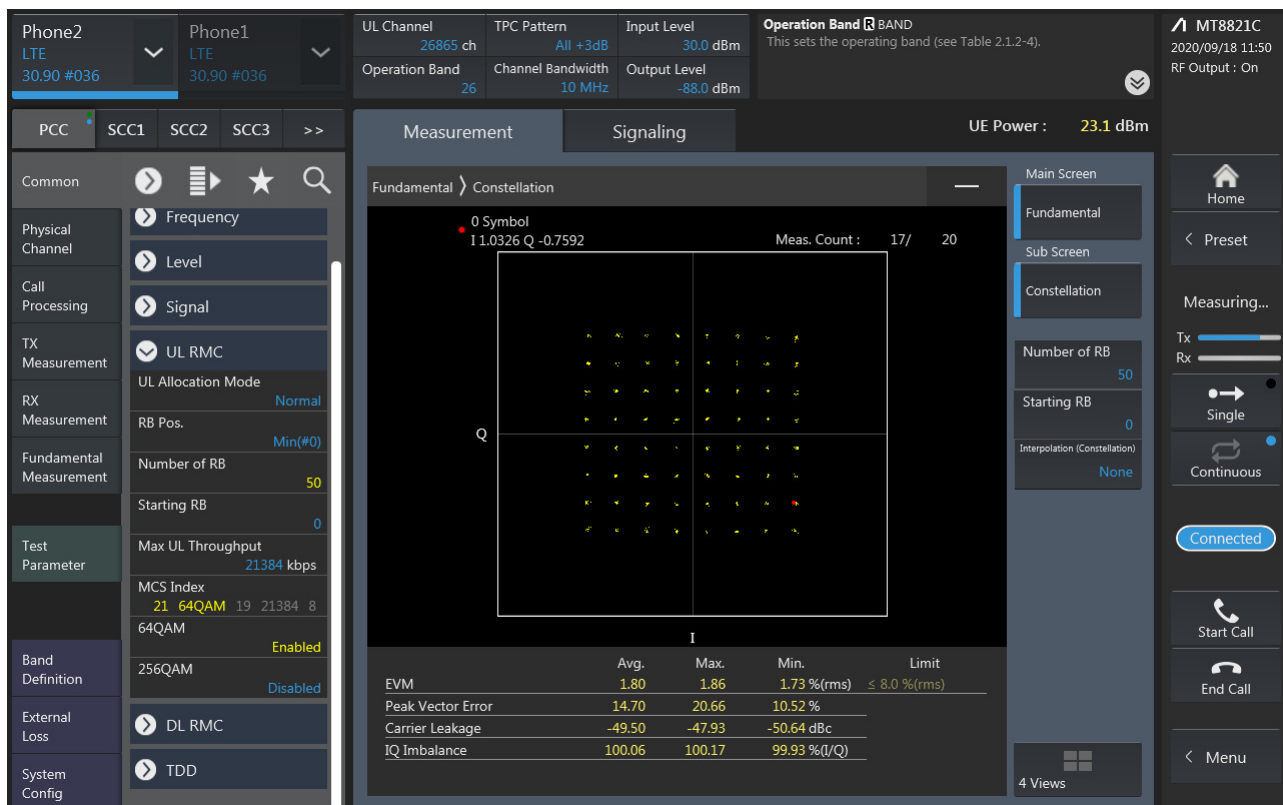 Phone2
LTE
30.90 #036
Phone1
LTE
30.90 #036
UL Channel
26865 ch
TPC Pattern
All +3dB
Input Level
30.0 dBm
Operation Band
26
Channel Bandwidth
10 MHz
Output Level
-88.0 dBm
Operation Band R BAND
This sets the operating band (see Table 2.1.2-4).
MT8821C
2020/09/18 11:50
RF Output : On
PCC SCC1 SCC2 SCC3 >>
Measurement Signaling
UE Power : 23.1 dBm
Common
Physical
Channel
Call
Processing
TX
Measurement
RX
Measurement
Fundamental
Measurement
Test
Parameter
Band
Definition
External
Loss
System
Config
Frequency
Level
Signal
UL RMC
UL Allocation Mode
Normal
RB Pos.
Min(#0)
Number of RB
50
Starting RB
0
Max UL Throughput
21384 kbps
MCS Index
21 64QAM 19 21384 8
64QAM
Enabled
256QAM
Disabled
DL RMC
TDD
Fundamental 〉 Constellation
0 Symbol
I 1.0326 Q -0.7592
Meas. Count : 17/ 20
Q
I
Avg. Max. Min. Limit
EVM 1.80 1.86 1.73 %(rms) ≤ 8.0 %(rms)
Peak Vector Error 14.70 20.66 10.52 %
Carrier Leakage -49.50 -47.93 -50.64 dBc
IQ Imbalance 100.06 100.17 99.93 %(I/Q)
Main Screen
Fundamental
Sub Screen
Constellation
Number of RB
50
Starting RB
0
Interpolation (Constellation)
None
4 Views
Home
< Preset
Measuring...
Tx
Rx
Single
Continuous
Connected
Start Call
End Call
< Menu